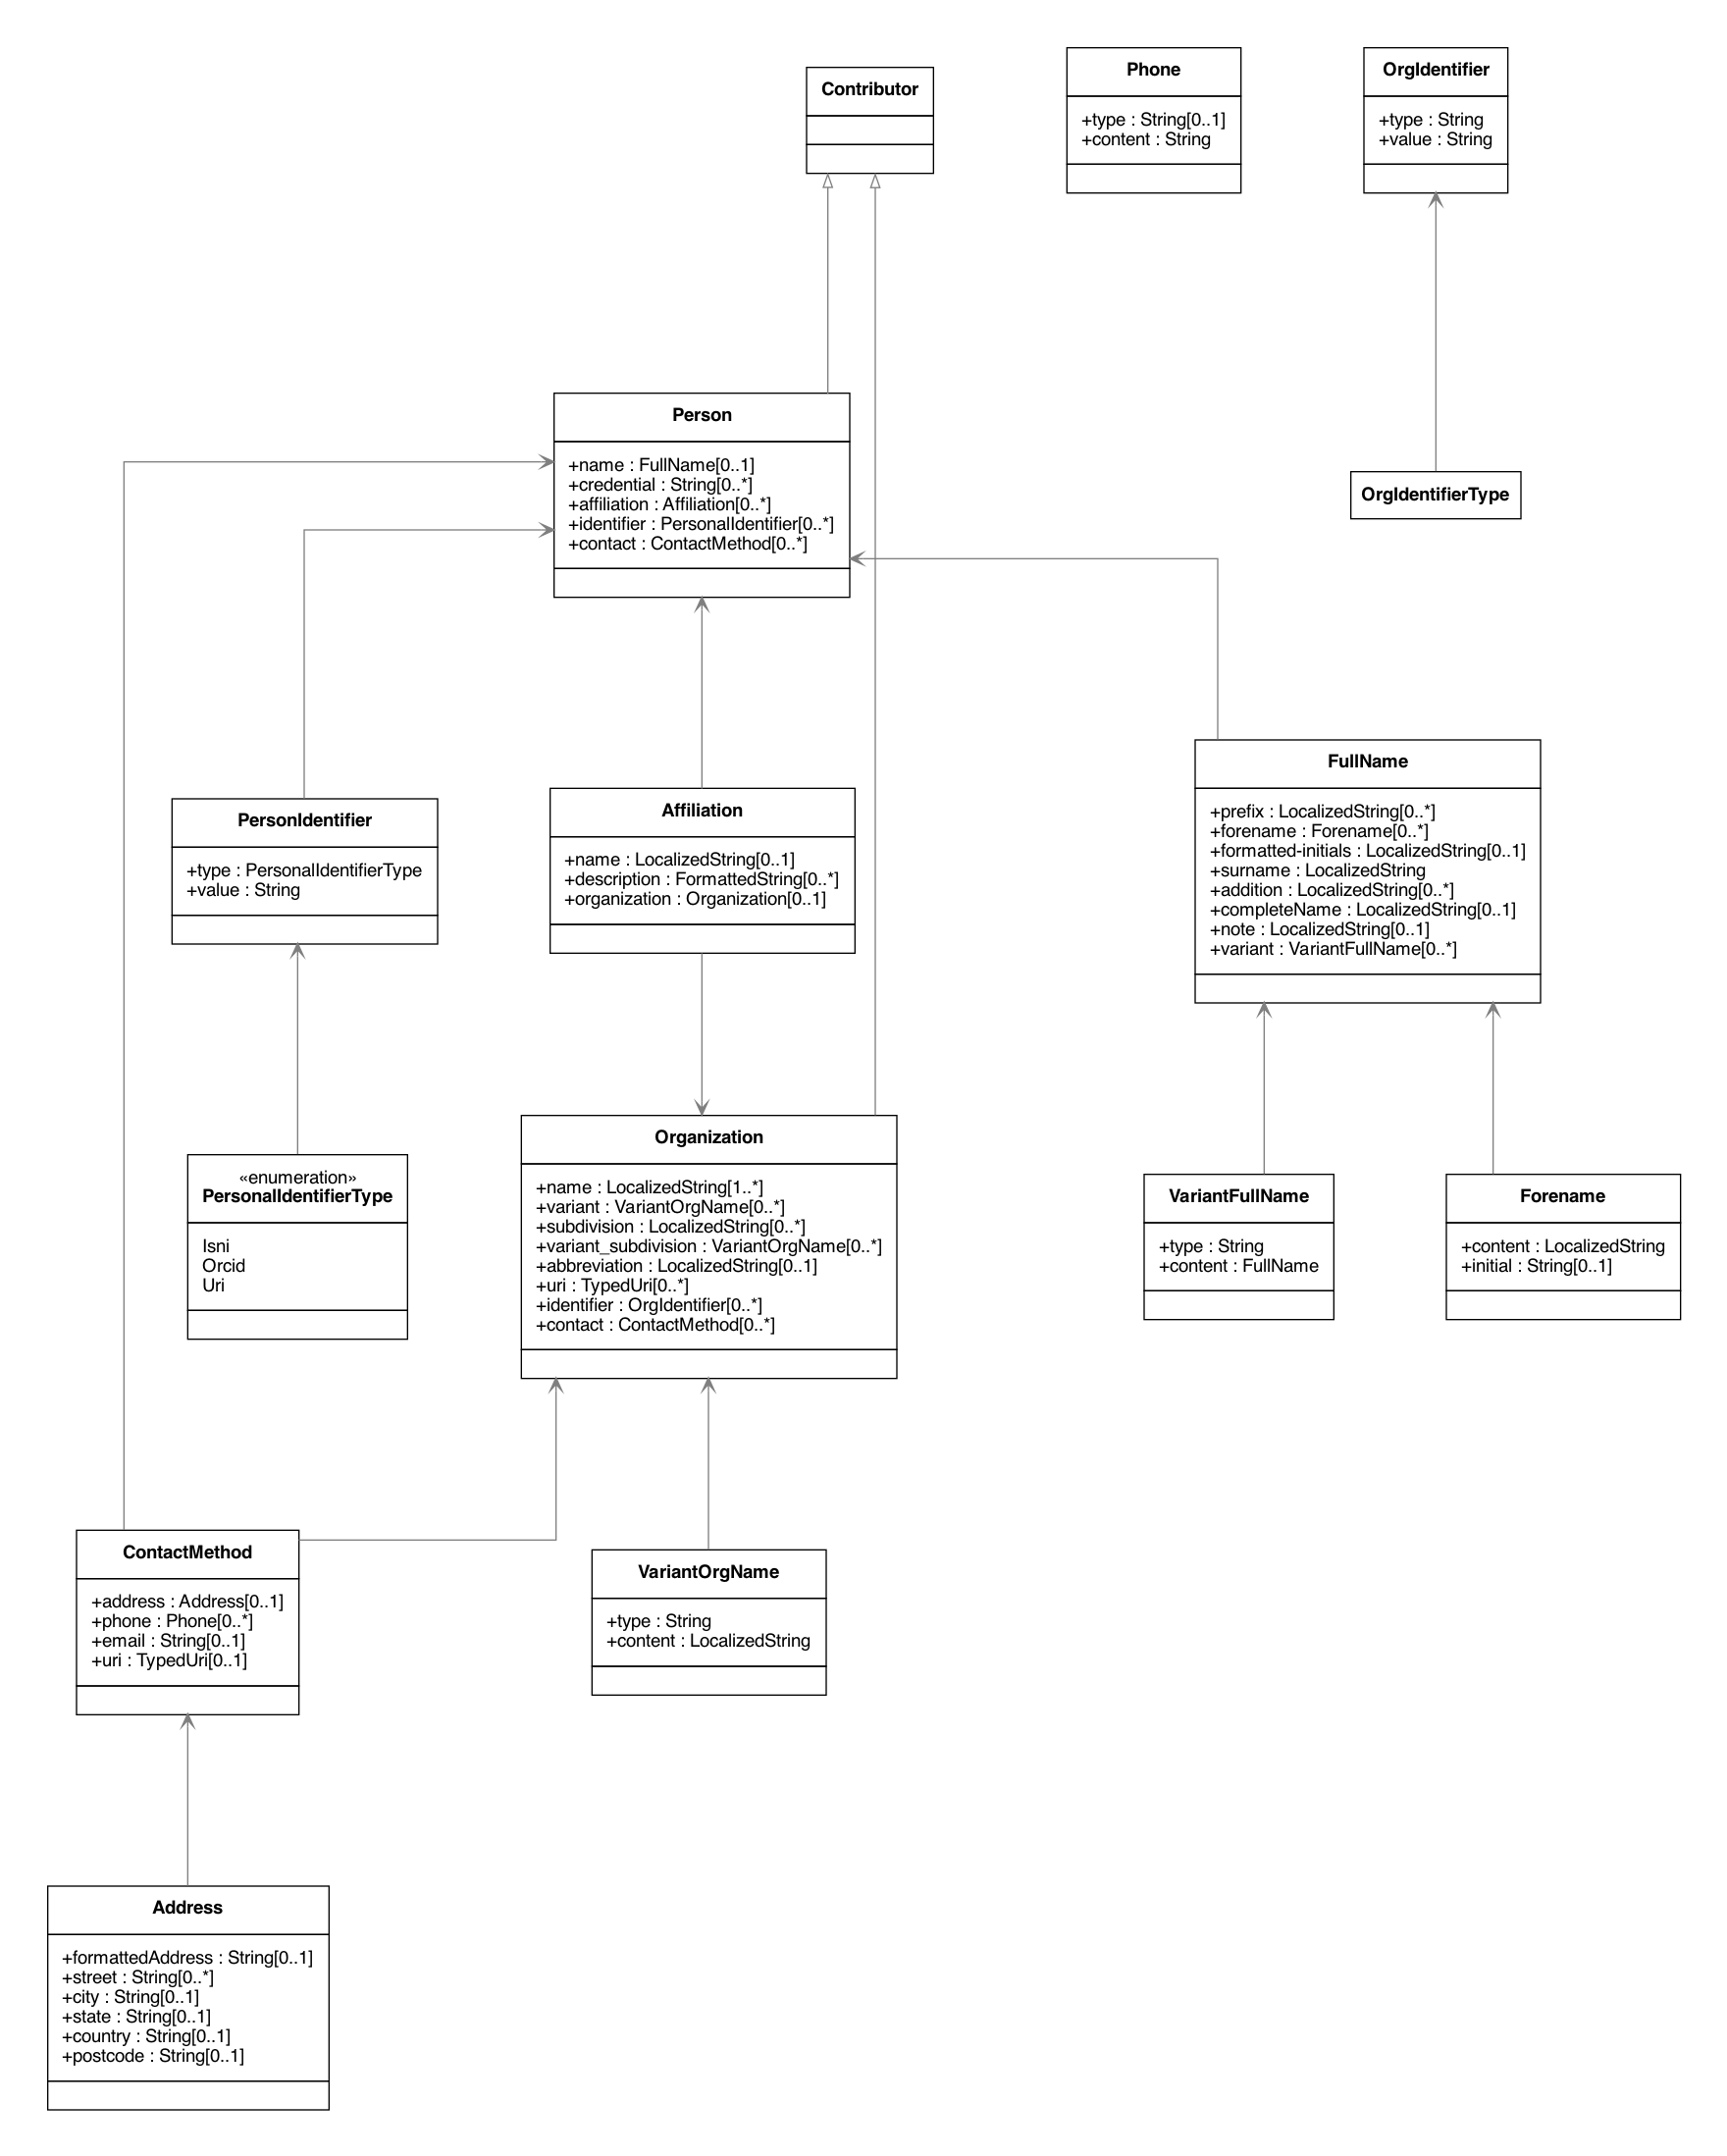 Contributor
Phone
+type : String[0..1]
+content : String
OrgIdentifier
+type : String
+value : String
Person
+name : FullName[0..1]
+credential : String[0..*]
+affiliation : Affiliation[0..*]
+identifier : PersonalIdentifier[0..*]
+contact : ContactMethod[0..*]
OrgIdentifierType
PersonIdentifier
+type : PersonalIdentifierType
+value : String
Affiliation
+name : LocalizedString[0..1]
+description : FormattedString[0..*]
+organization : Organization[0..1]
FullName
+prefix : LocalizedString[0..*]
+forename : Forename[0..*]
+formatted-initials : LocalizedString[0..1]
+surname : LocalizedString
+addition : LocalizedString[0..*]
+completeName : LocalizedString[0..1]
+note : LocalizedString[0..1]
+variant : VariantFullName[0..*]
«enumeration»
PersonalIdentifierType
Isni
Orcid
Uri
Organization
+name : LocalizedString[1..*]
+variant : VariantOrgName[0..*]
+subdivision : LocalizedString[0..*]
+variant_subdivision : VariantOrgName[0..*]
+abbreviation : LocalizedString[0..1]
+uri : TypedUri[0..*]
+identifier : OrgIdentifier[0..*]
+contact : ContactMethod[0..*]
VariantFullName
+type : String
+content : FullName
Forename
+content : LocalizedString
+initial : String[0..1]
ContactMethod
+address : Address[0..1]
+phone : Phone[0..*]
+email : String[0..1]
+uri : TypedUri[0..1]
VariantOrgName
+type : String
+content : LocalizedString
Address
+formattedAddress : String[0..1]
+street : String[0..*]
+city : String[0..1]
+state : String[0..1]
+country : String[0..1]
+postcode : String[0..1]